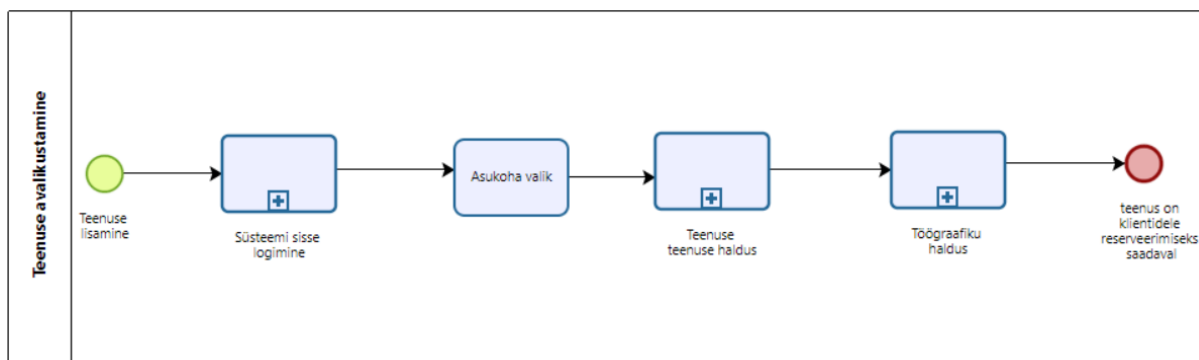 Teenuse avalikustamine
Teenuse
lisamine
Süsteemi sisse
logimine
Asukoha valik
Teenuse
teenuse haldus
Töögraafiku
haldus
teenus on
klientidele
reserveerimiseks
saadaval